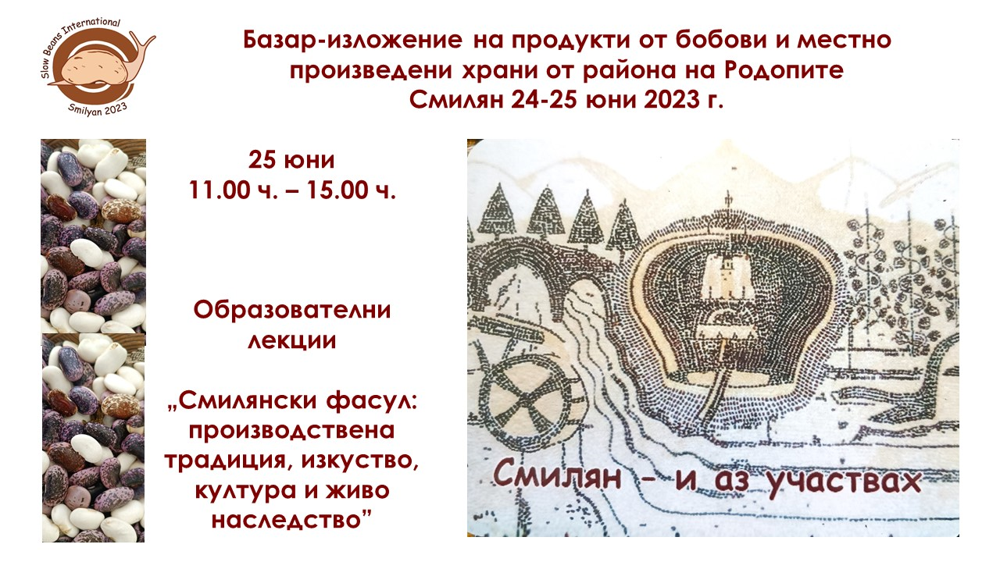 Slow Beans International
Smilyan 2023
Базар-изложение на продукти от бобови и местно
произведени храни от района на Родопите
Смилян 24-25 юни 2023 г.
25 юни
11.00 ч. – 15.00 ч.
Образователни
лекции
„Смилянски фасул:
производствена
традиция, изкуство,
култура и живо
наследство”
Смилян - и аз участвах